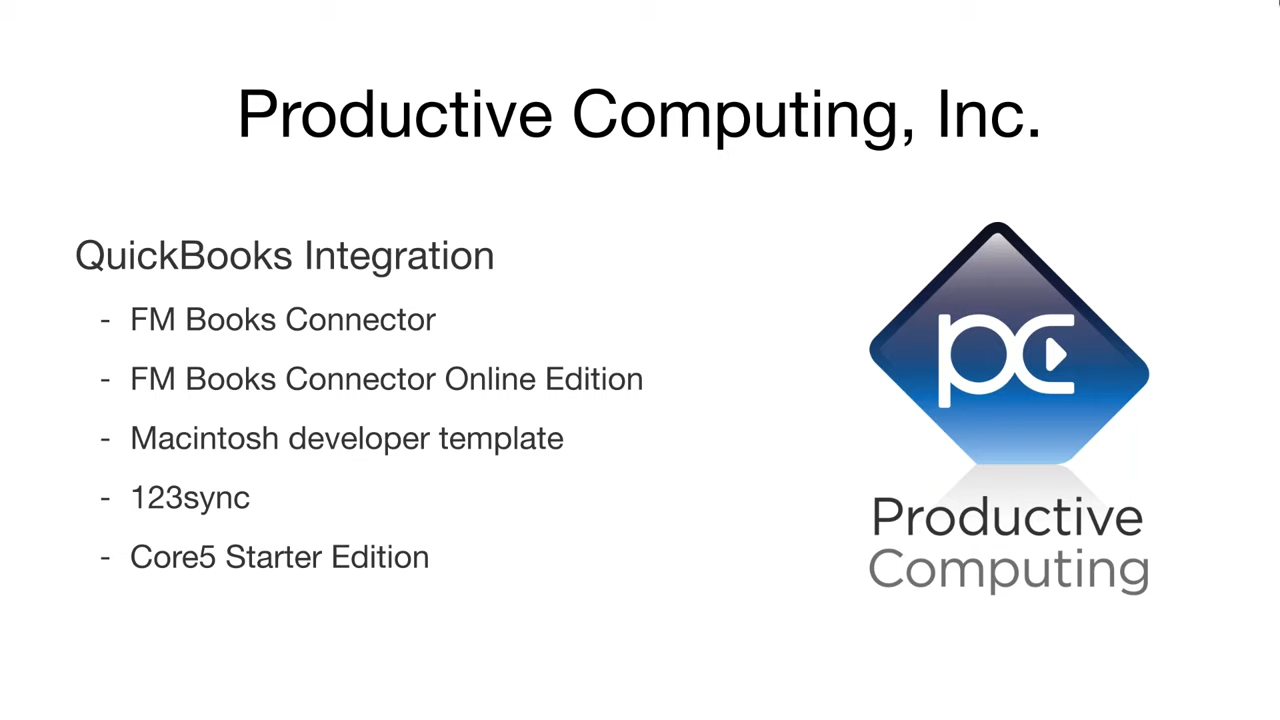 Productive Computing, Inc.
QuickBooks Integration
- FM Books Connector
- FM Books Connector Online Edition
- Macintosh developer template
- 123sync
- Core5 Starter Edition
pc
Productive
Computing